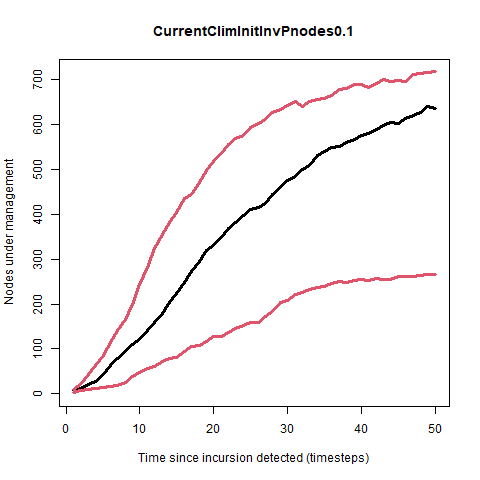 CurrentClimInitInvPnodes0.1
Nodes under management
700
600
500
400
300
200
100
0
0 10 20 30 40 50
Time since incursion detected (timesteps)